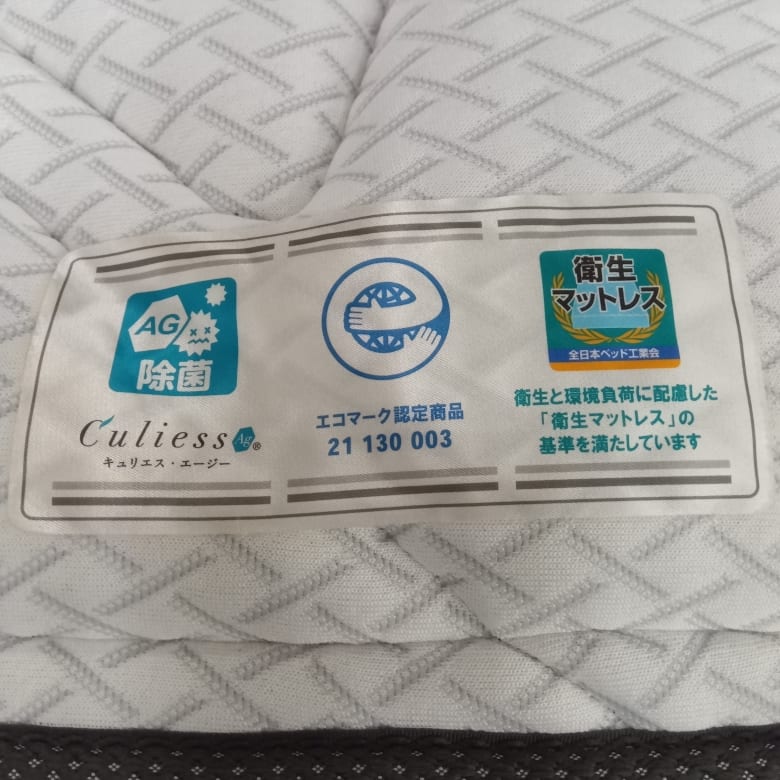 AG
除菌
Culiess Ag®
キュリエス・エージー
エコマーク認定商品
21 130 003
衛生
マットレス
全日本ベッド工業会
衛生と環境負荷に配慮した
「衛生マットレス」の
基準を満たしています